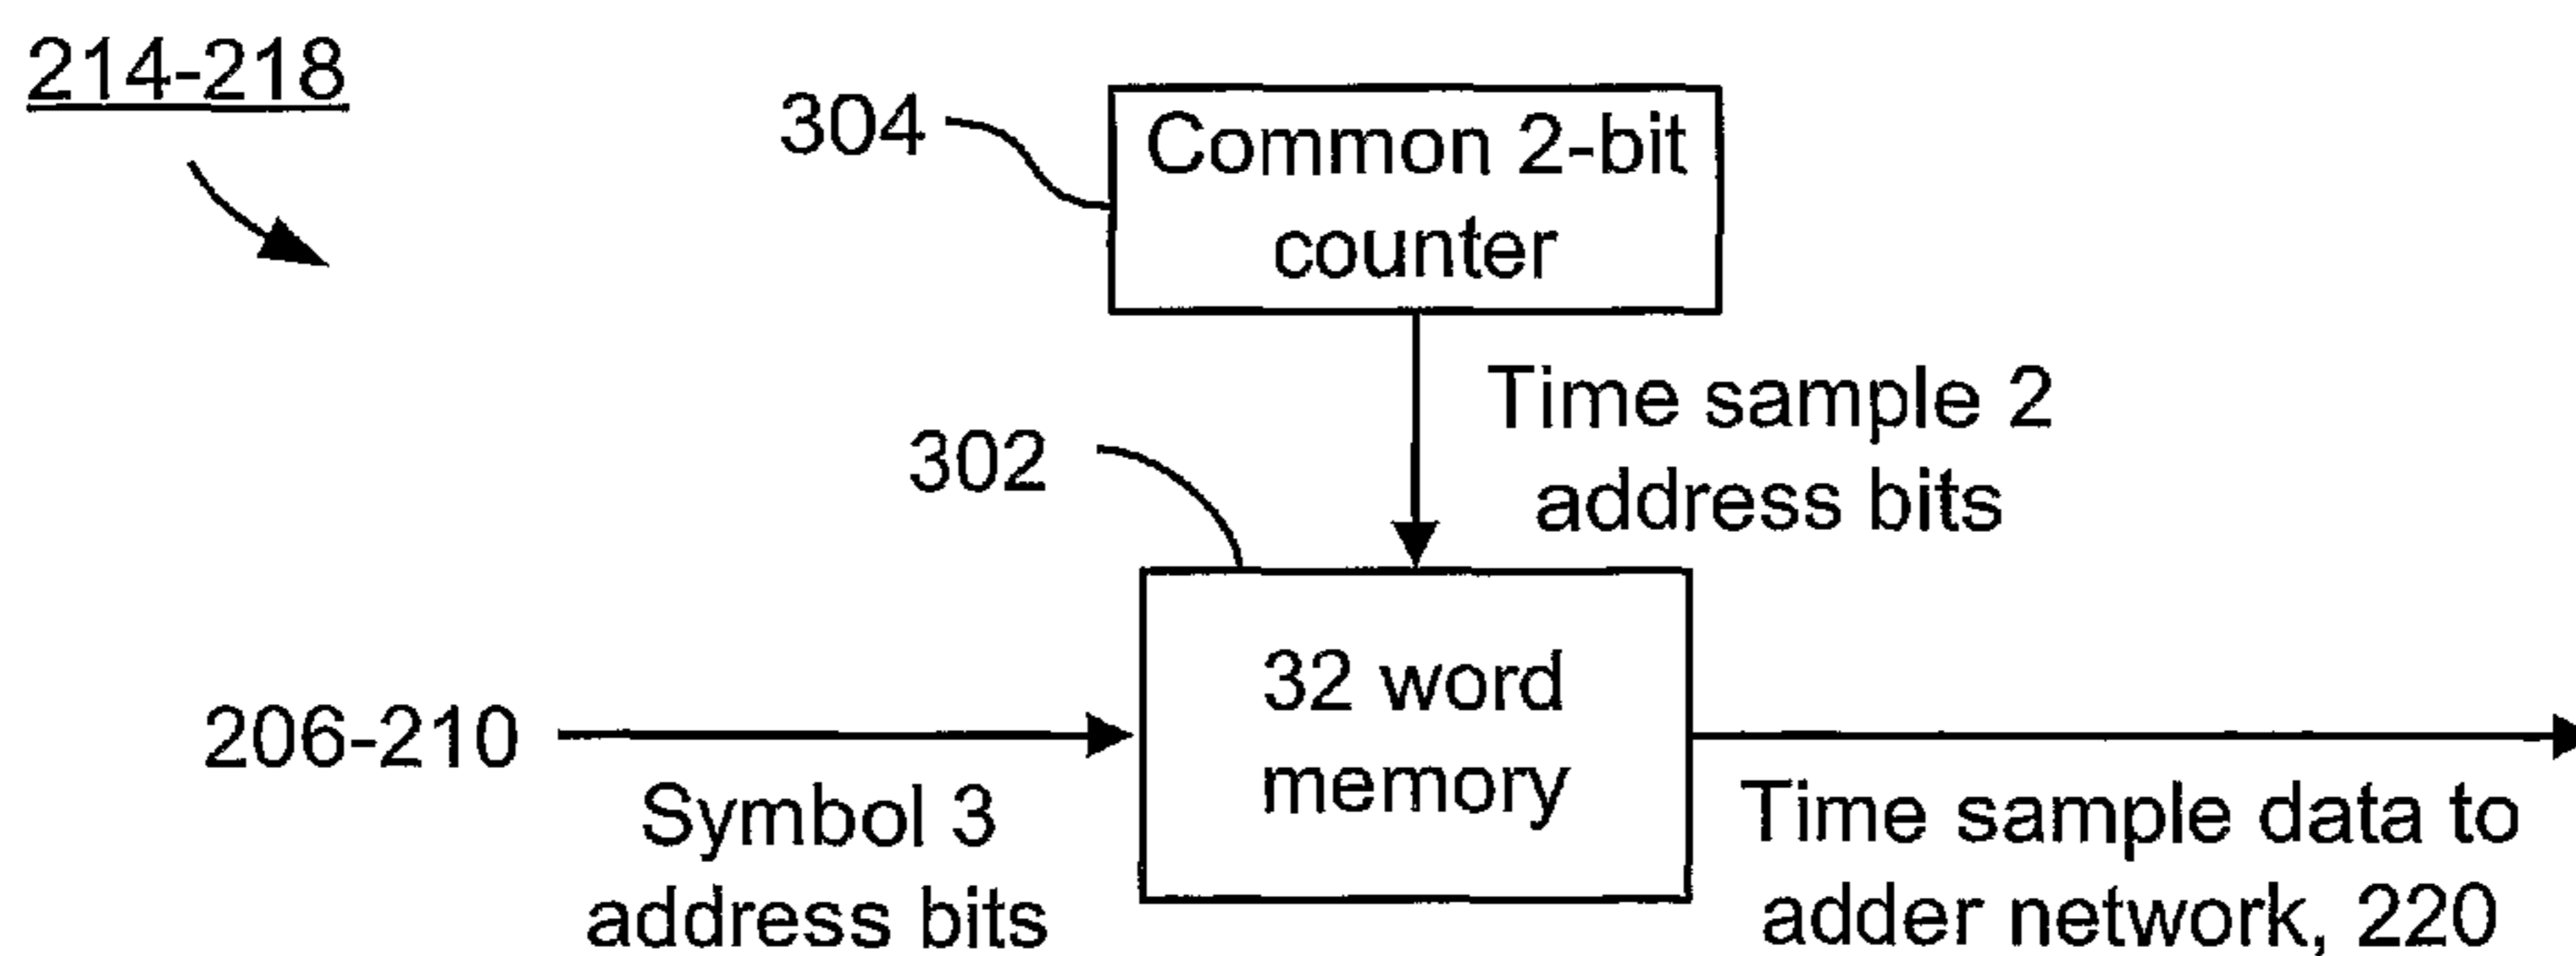 214-218
304
Common 2-bit
counter
Time sample 2
address bits
302
32 word
memory
206-210
Symbol 3
address bits
Time sample data to
adder network, 220